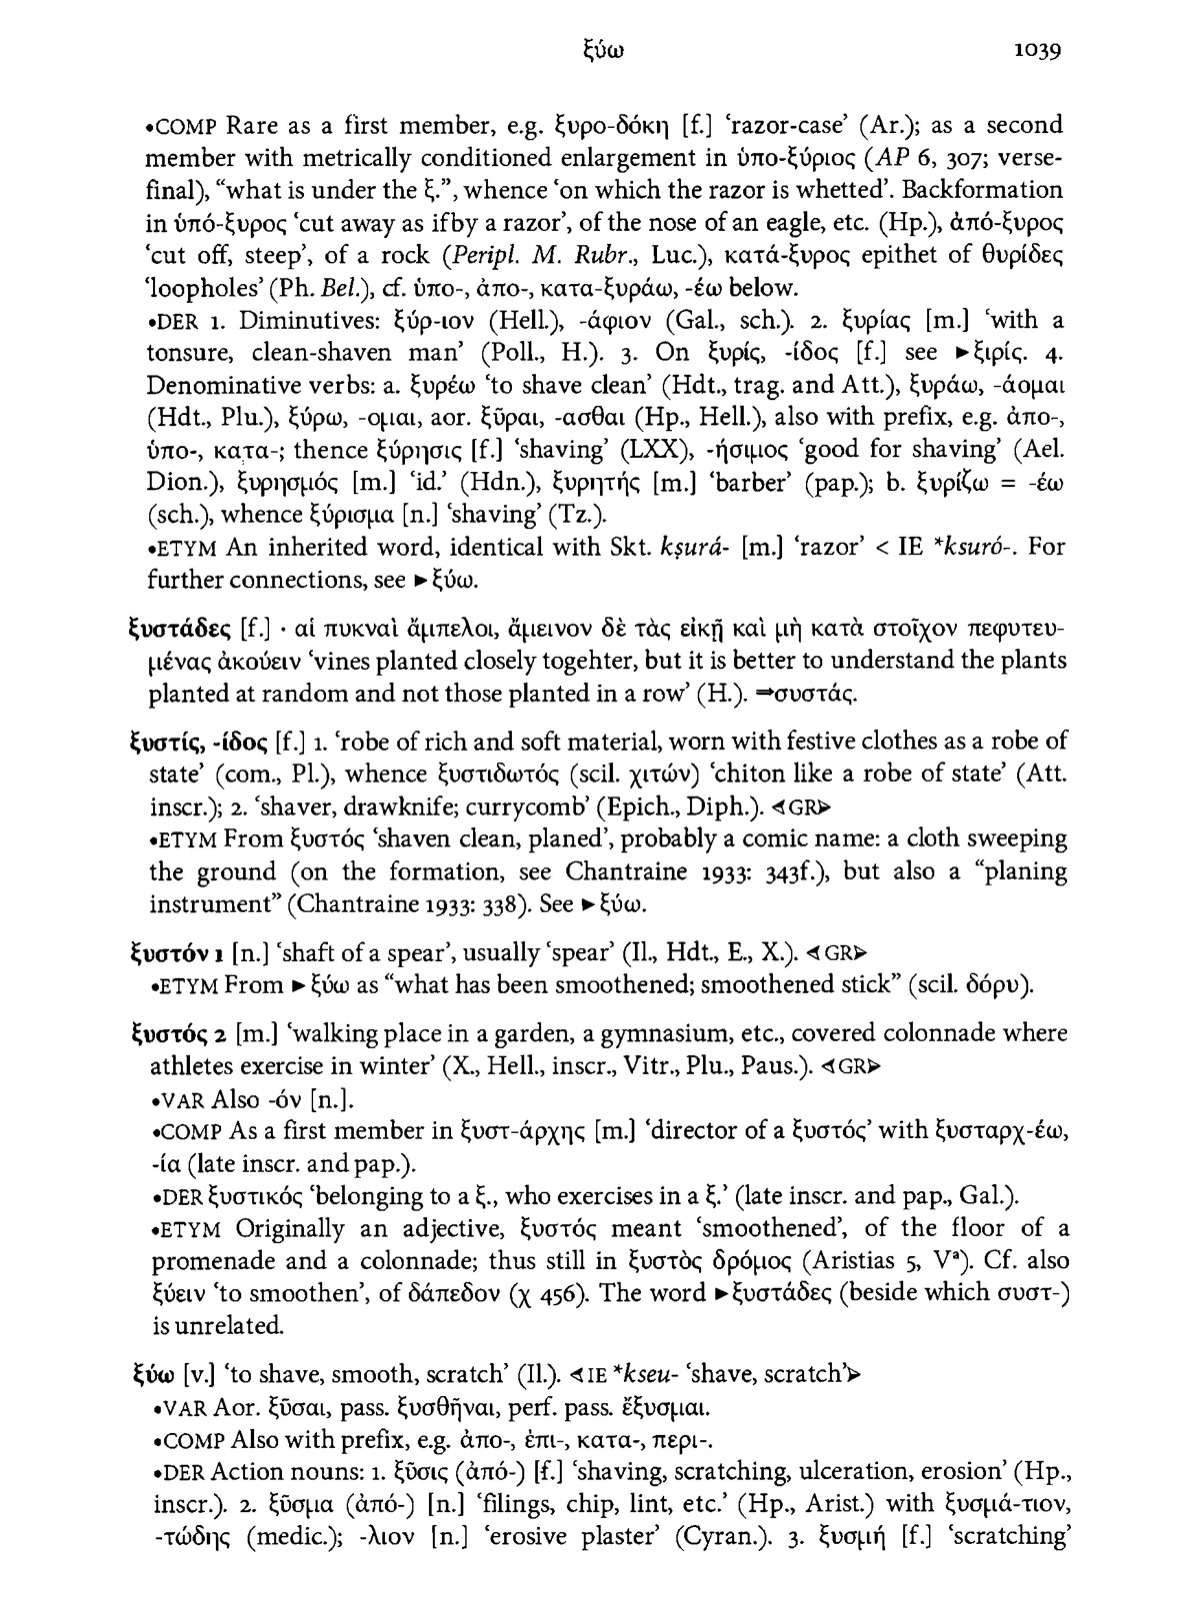 ξύω 1039
•COMP Rare as a first member, e.g. ξυρο-δόκη [f.] ‘razor-case’ (Ar.); as a second
member with metrically conditioned enlargement in ὑπο-ξύριος (AP 6, 307; verse-
final), “what is under the ξ.”, whence ‘on which the razor is whetted’. Backformation
in ὑπό-ξυρος ‘cut away as if by a razor’, of the nose of an eagle, etc. (Hp.), ἀπό-ξυρος
‘cut off, steep’, of a rock (Peripl. M. Rubr., Luc.), κατά-ξυρος epithet of θυρίδες
‘loopholes’ (Ph. Bel.), cf. ὑπο-, ἀπο-, κατα-ξυράω, -έω below.
•DER 1. Diminutives: ξύρ-ιον (Hell.), -άφιον (Gal., sch.). 2. ξυρίας [m.] ‘with a
tonsure, clean-shaven man’ (Poll., H.). 3. On ξυρίς, -ίδος [f.] see ►ξιρίς. 4.
Denominative verbs: a. ξυρέω ‘to shave clean’ (Hdt., trag. and Att.), ξυράω, -άομαι
(Hdt., Plu.), ξύρω, -ομαι, aor. ξῦραι, -ασθαι (Hp., Hell.), also with prefix, e.g. ἀπο-,
ὑπο-, κατα-; thence ξύρησις [f.] ‘shaving’ (LXX), -ήσιμος ‘good for shaving’ (Ael.
Dion.), ξυρησμός [m.] ‘id.’ (Hdn.), ξυρητής [m.] ‘barber’ (pap.); b. ξυρίζω = -έω
(sch.), whence ξύρισμα [n.] ‘shaving’ (Tz.).
•ETYM An inherited word, identical with Skt. kṣurá- [m.] ‘razor’ < IE *ksuró-. For
further connections, see ►ξύω.
ξυστάδες [f.] · αἱ πυκναὶ ἄμπελοι, ἄμεινον δὲ τὰς εἰκῇ καὶ μὴ κατὰ στοῖχον πεφυτευ-
μένας ἀκούειν ‘vines planted closely togehter, but it is better to understand the plants
planted at random and not those planted in a row’ (H.). ⇒συστάς.
ξυστίς, -ίδος [f.] 1. ‘robe of rich and soft material, worn with festive clothes as a robe of
state’ (com., Pl.), whence ξυστιδωτός (scil. χιτών) ‘chiton like a robe of state’ (Att.
inscr.); 2. ‘shaver, drawknife; currycomb’ (Epich., Diph.). ⋖GR⋗
•ETYM From ξυστός ‘shaven clean, planed’, probably a comic name: a cloth sweeping
the ground (on the formation, see Chantraine 1933: 343f.), but also a “planing
instrument” (Chantraine 1933: 338). See ►ξύω.
ξυστόν 1 [n.] ‘shaft of a spear’, usually ‘spear’ (Il., Hdt., E., X.). ⋖GR⋗
•ETYM From ►ξύω as “what has been smoothened; smoothened stick” (scil. δόρυ).
ξυστός 2 [m.] ‘walking place in a garden, a gymnasium, etc., covered colonnade where
athletes exercise in winter’ (X., Hell., inscr., Vitr., Plu., Paus.). ⋖GR⋗
•VAR Also -όν [n.].
•COMP As a first member in ξυστ-άρχης [m.] ‘director of a ξυστός’ with ξυσταρχ-έω,
-ία (late inscr. and pap.).
•DER ξυστικός ‘belonging to a ξ., who exercises in a ξ.’ (late inscr. and pap., Gal.).
•ETYM Originally an adjective, ξυστός meant ‘smoothened’, of the floor of a
promenade and a colonnade; thus still in ξυστὸς δρόμος (Aristias 5, Vᵃ). Cf. also
ξύειν ‘to smoothen’, of δάπεδον (χ 456). The word ►ξυστάδες (beside which συστ-)
is unrelated.
ξύω [v.] ‘to shave, smooth, scratch’ (Il.). ⋖IE *kseu- ‘shave, scratch’⋗
•VAR Aor. ξῦσαι, pass. ξυσθῆναι, perf. pass. ἔξυσμαι.
•COMP Also with prefix, e.g. ἀπο-, ἐπι-, κατα-, περι-.
•DER Action nouns: 1. ξῦσις (ἀπό-) [f.] ‘shaving, scratching, ulceration, erosion’ (Hp.,
inscr.). 2. ξῦσμα (ἀπό-) [n.] ‘filings, chip, lint, etc.’ (Hp., Arist.) with ξυσμά-τιον,
-τώδης (medic.); -λιον [n.] ‘erosive plaster’ (Cyran.). 3. ξυσμή [f.] ‘scratching’